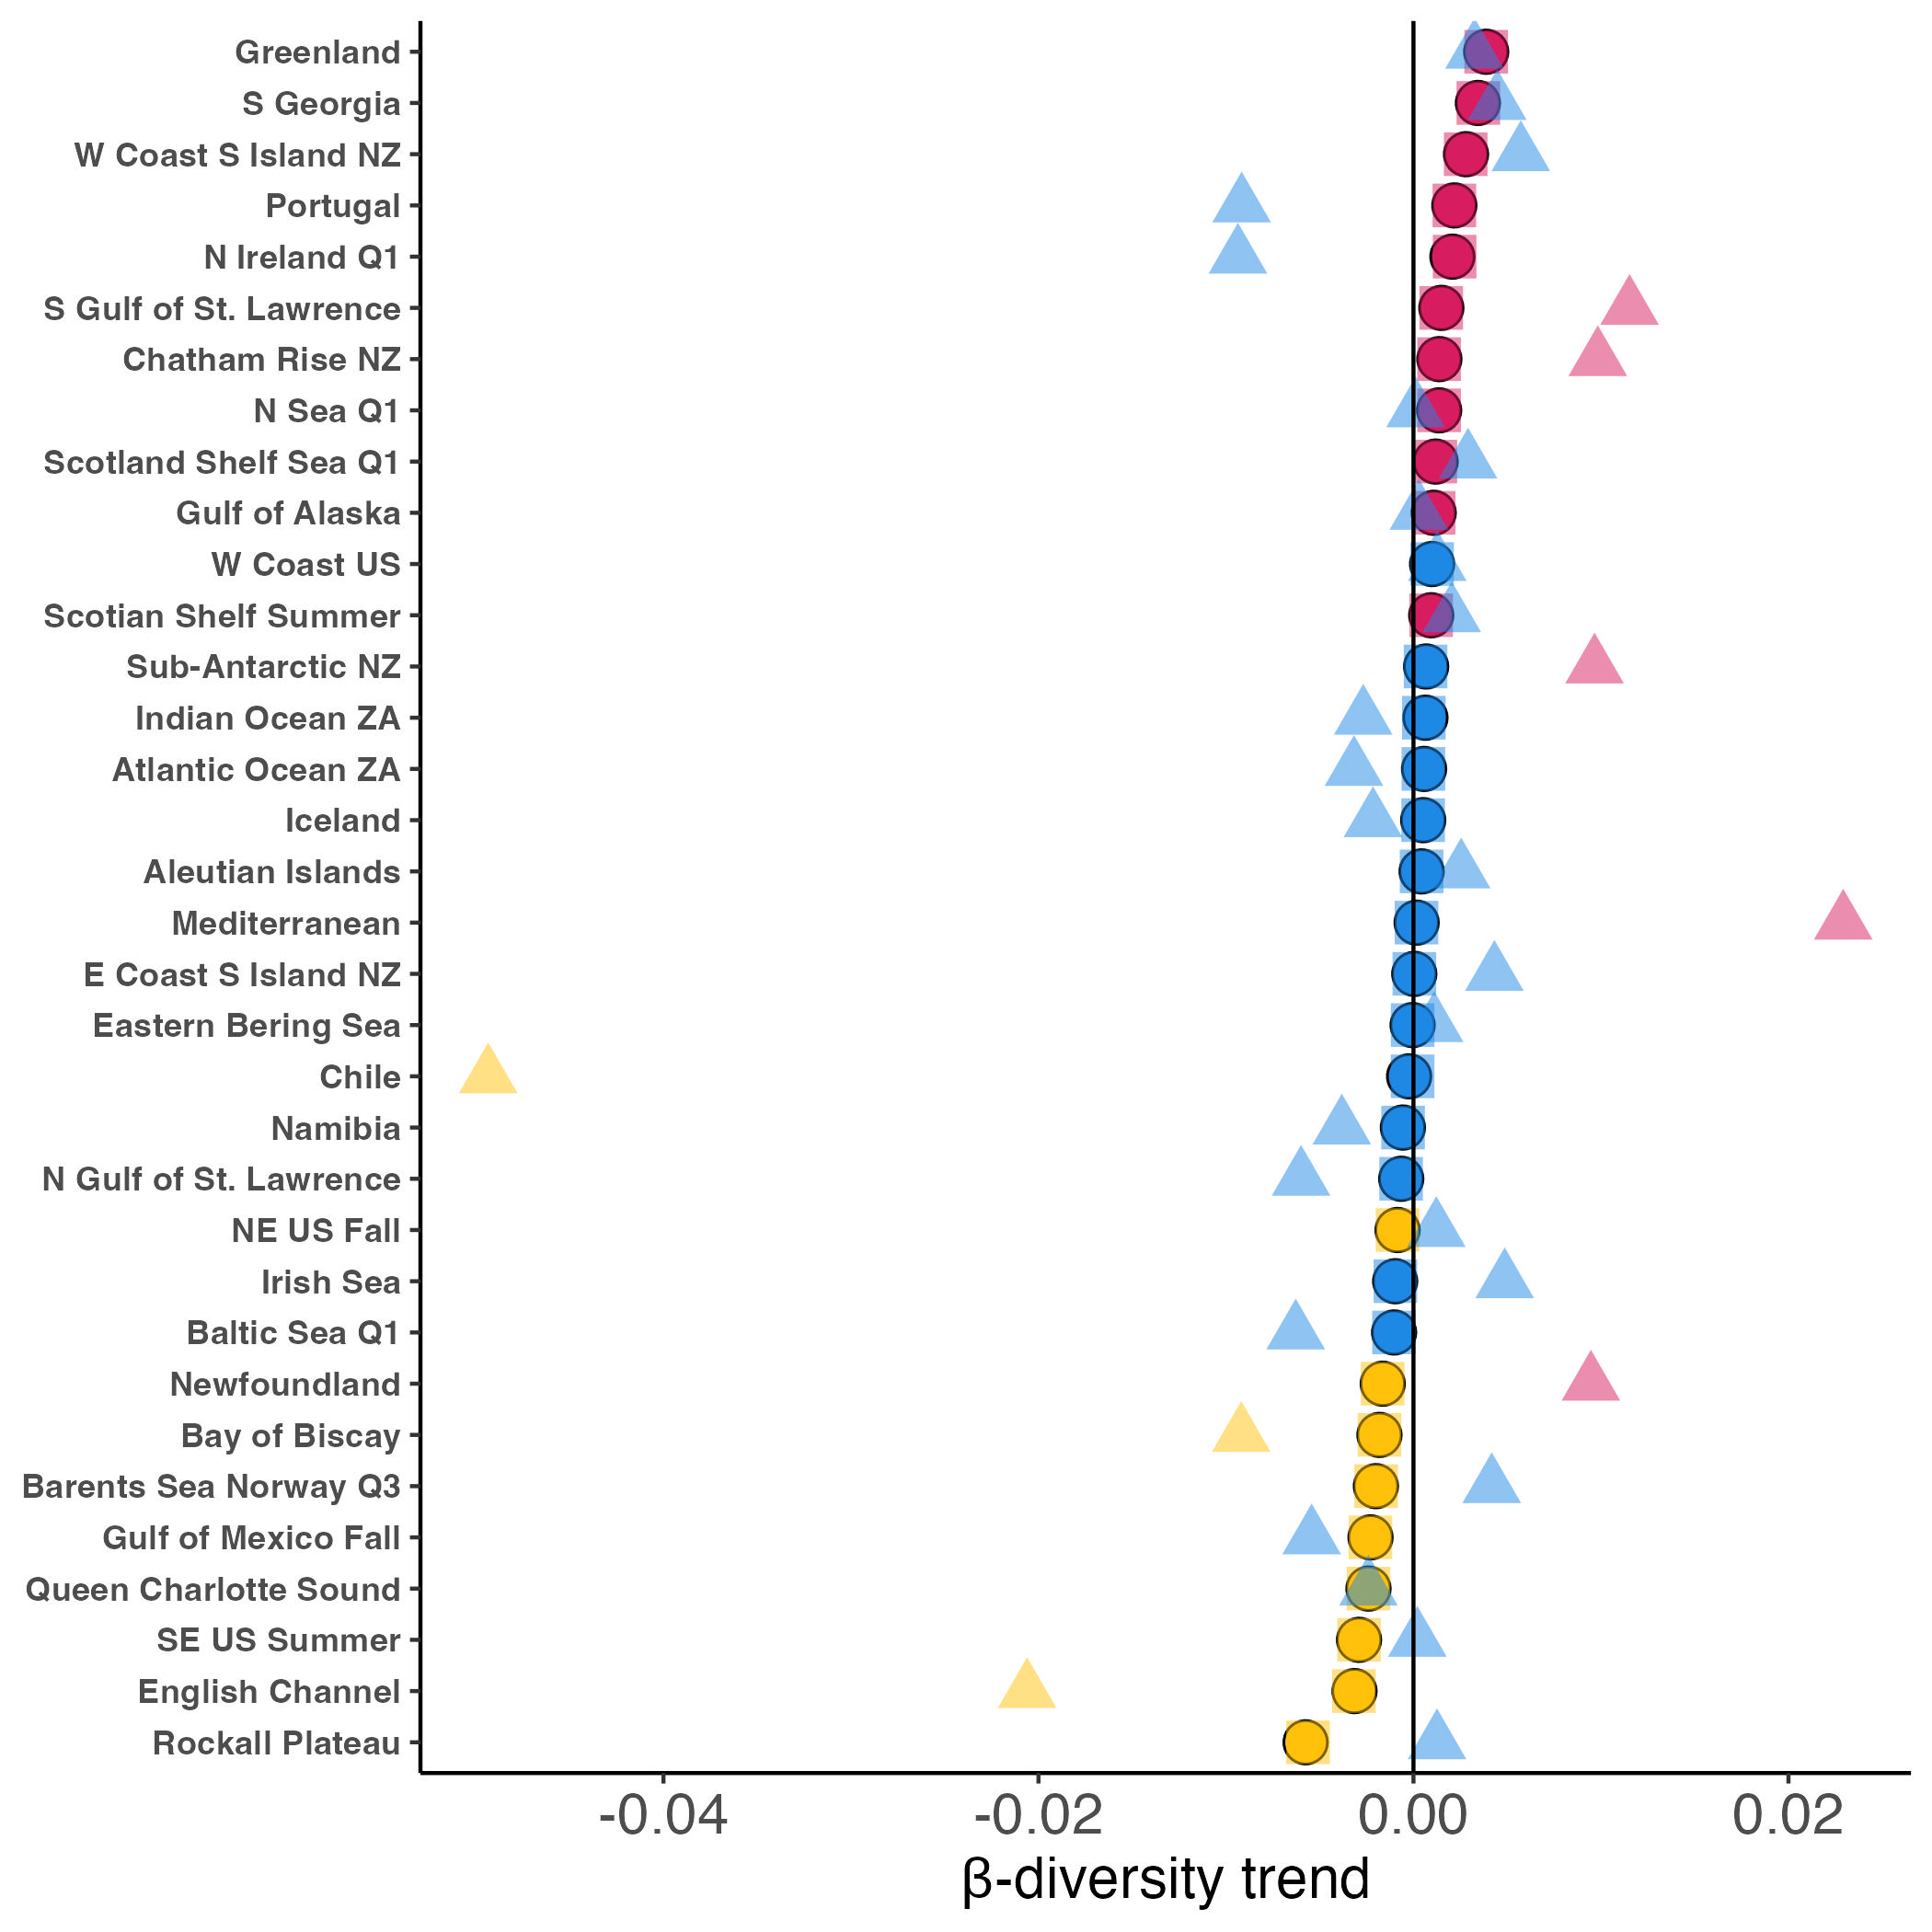 Greenland
S Georgia
W Coast S Island NZ
Portugal
N Ireland Q1
S Gulf of St. Lawrence
Chatham Rise NZ
N Sea Q1
Scotland Shelf Sea Q1
Gulf of Alaska
W Coast US
Scotian Shelf Summer
Sub-Antarctic NZ
Indian Ocean ZA
Atlantic Ocean ZA
Iceland
Aleutian Islands
Mediterranean
E Coast S Island NZ
Eastern Bering Sea
Chile
Namibia
N Gulf of St. Lawrence
NE US Fall
Irish Sea
Baltic Sea Q1
Newfoundland
Bay of Biscay
Barents Sea Norway Q3
Gulf of Mexico Fall
Queen Charlotte Sound
SE US Summer
English Channel
Rockall Plateau
-0.04 -0.02 0.00 0.02
β-diversity trend